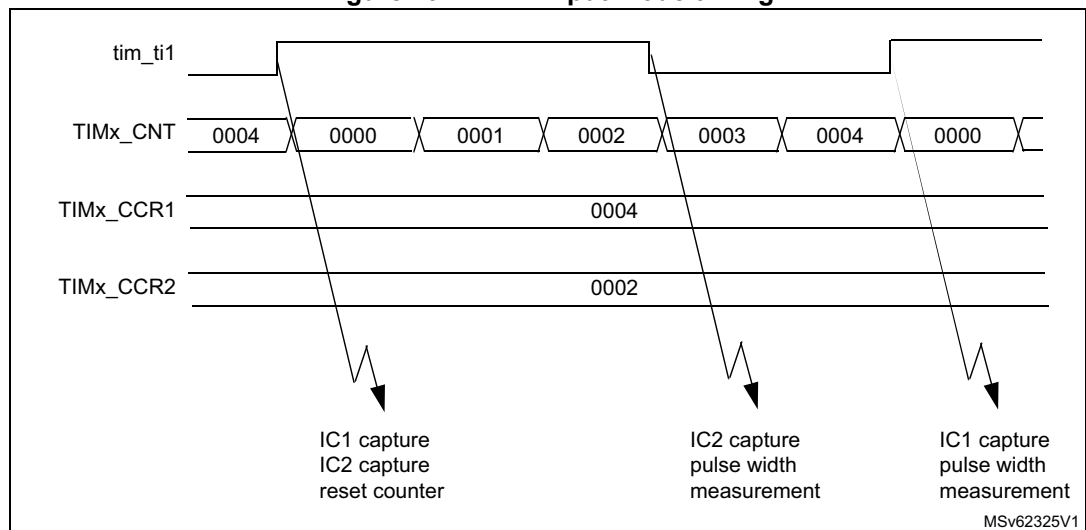 tim_ti1
TIMx_CNT 0004 0000 0001 0002 0003 0004 0000
TIMx_CCR1 0004
TIMx_CCR2 0002
IC1 capture
IC2 capture
reset counter
IC2 capture
pulse width
measurement
IC1 capture
pulse width
measurement
MSv62325V1